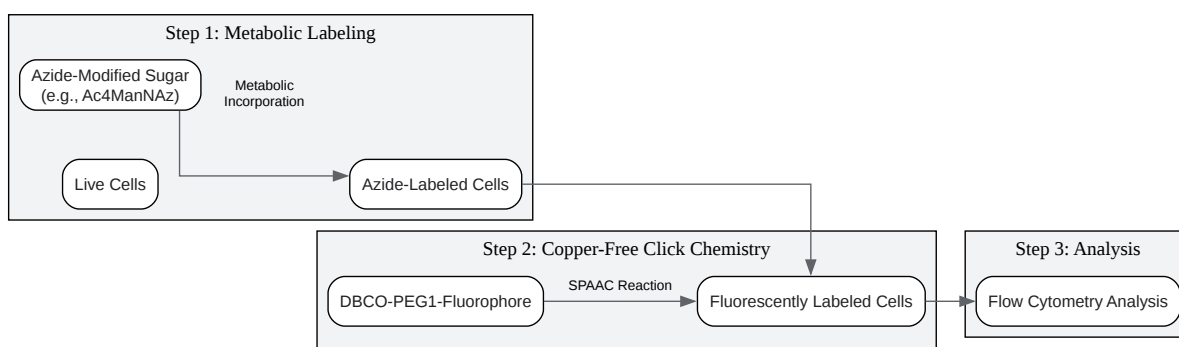 Step 1: Metabolic Labeling
Azide-Modified Sugar
(e.g., Ac4ManNAz)
Metabolic
Incorporation
Live Cells
Azide-Labeled Cells
Step 2: Copper-Free Click Chemistry
DBCO-PEG1-Fluorophore
SPAAC Reaction
Fluorescently Labeled Cells
Step 3: Analysis
Flow Cytometry Analysis